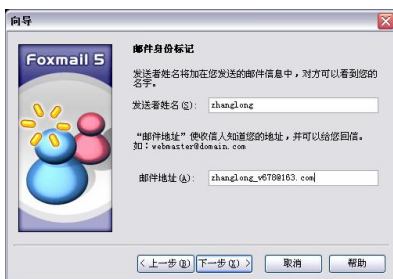 向导
Foxmail 5
邮件身份标记
发送者姓名将加在您发送的邮件信息中，对方可以看到您的
名字。
发送者姓名(S)： zhanglong
“邮件地址”使收信人知道您的地址，并可以给您回信。
如：webmaster@domain.com
邮件地址(A)： zhanglong_v678@163.com
<上一步(B) 下一步(X)> 取消 帮助